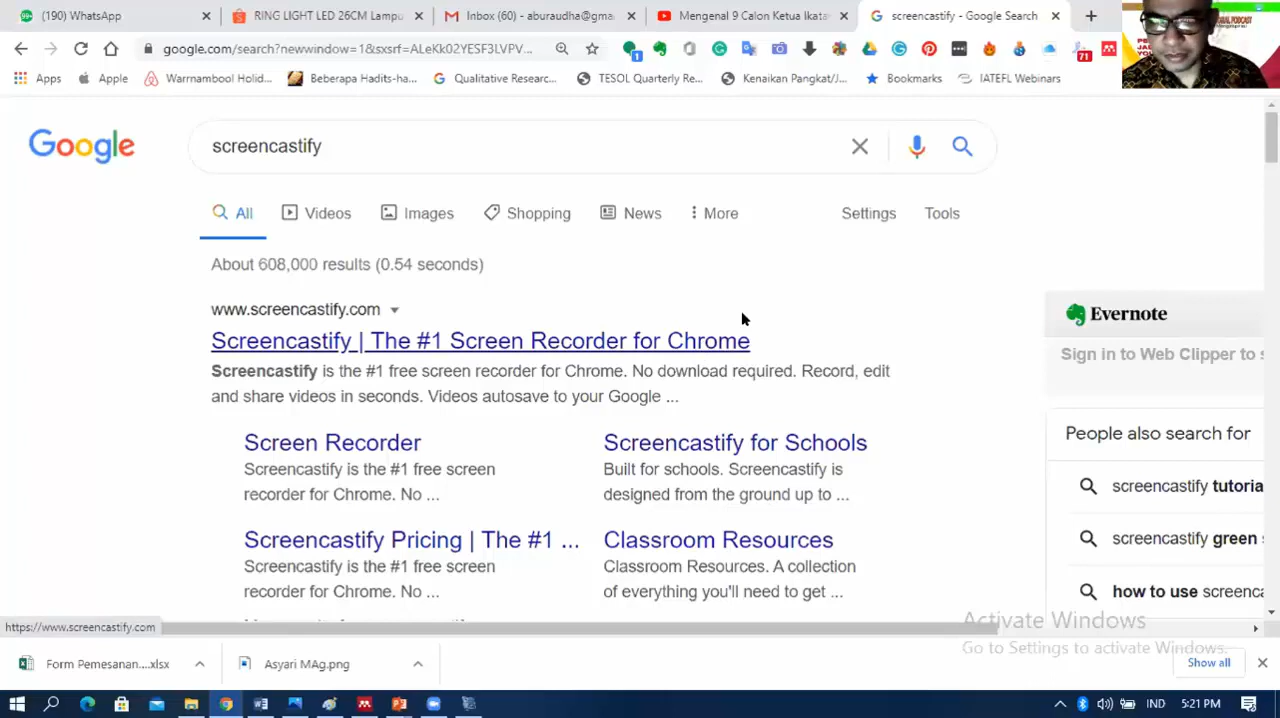 (190) WhatsApp
RING LIGHT LED 26CM Lampu
Inbox (60) - aburaudha@gma
Mengenal 9 Calon Ketua Ikata
screencastify - Google Search
google.com/search?newwindow=1&sxsrf=ALeKk02YESF3LVPV...
1
71
Apps
Apple
Warrnambool Holid...
Beberapa Hadits-ha...
Qualitative Researc...
TESOL Quarterly Re...
Kenaikan Pangkat/J...
Bookmarks
IATEFL Webinars
Google
screencastify
All
Videos
Images
Shopping
News
More
Settings
Tools
About 608,000 results (0.54 seconds)
www.screencastify.com
Screencastify | The #1 Screen Recorder for Chrome
Screencastify is the #1 free screen recorder for Chrome. No download required. Record, edit
and share videos in seconds. Videos autosave to your Google ...
Screen Recorder
Screencastify is the #1 free screen
recorder for Chrome. No ...
Screencastify for Schools
Built for schools. Screencastify is
designed from the ground up to ...
Screencastify Pricing | The #1 ...
Screencastify is the #1 free screen
recorder for Chrome. No ...
Classroom Resources
Classroom Resources. A collection
of everything you'll need to get ...
Evernote
Sign in to Web Clipper to
People also search for
screencastify tutoria
screencastify green
how to use screenca
Activate Windows
Go to Settings to activate Windows.
https://www.screencastify.com
Form Pemesanan....xlsx
Asyari MAg.png
Show all
IND
5:21 PM